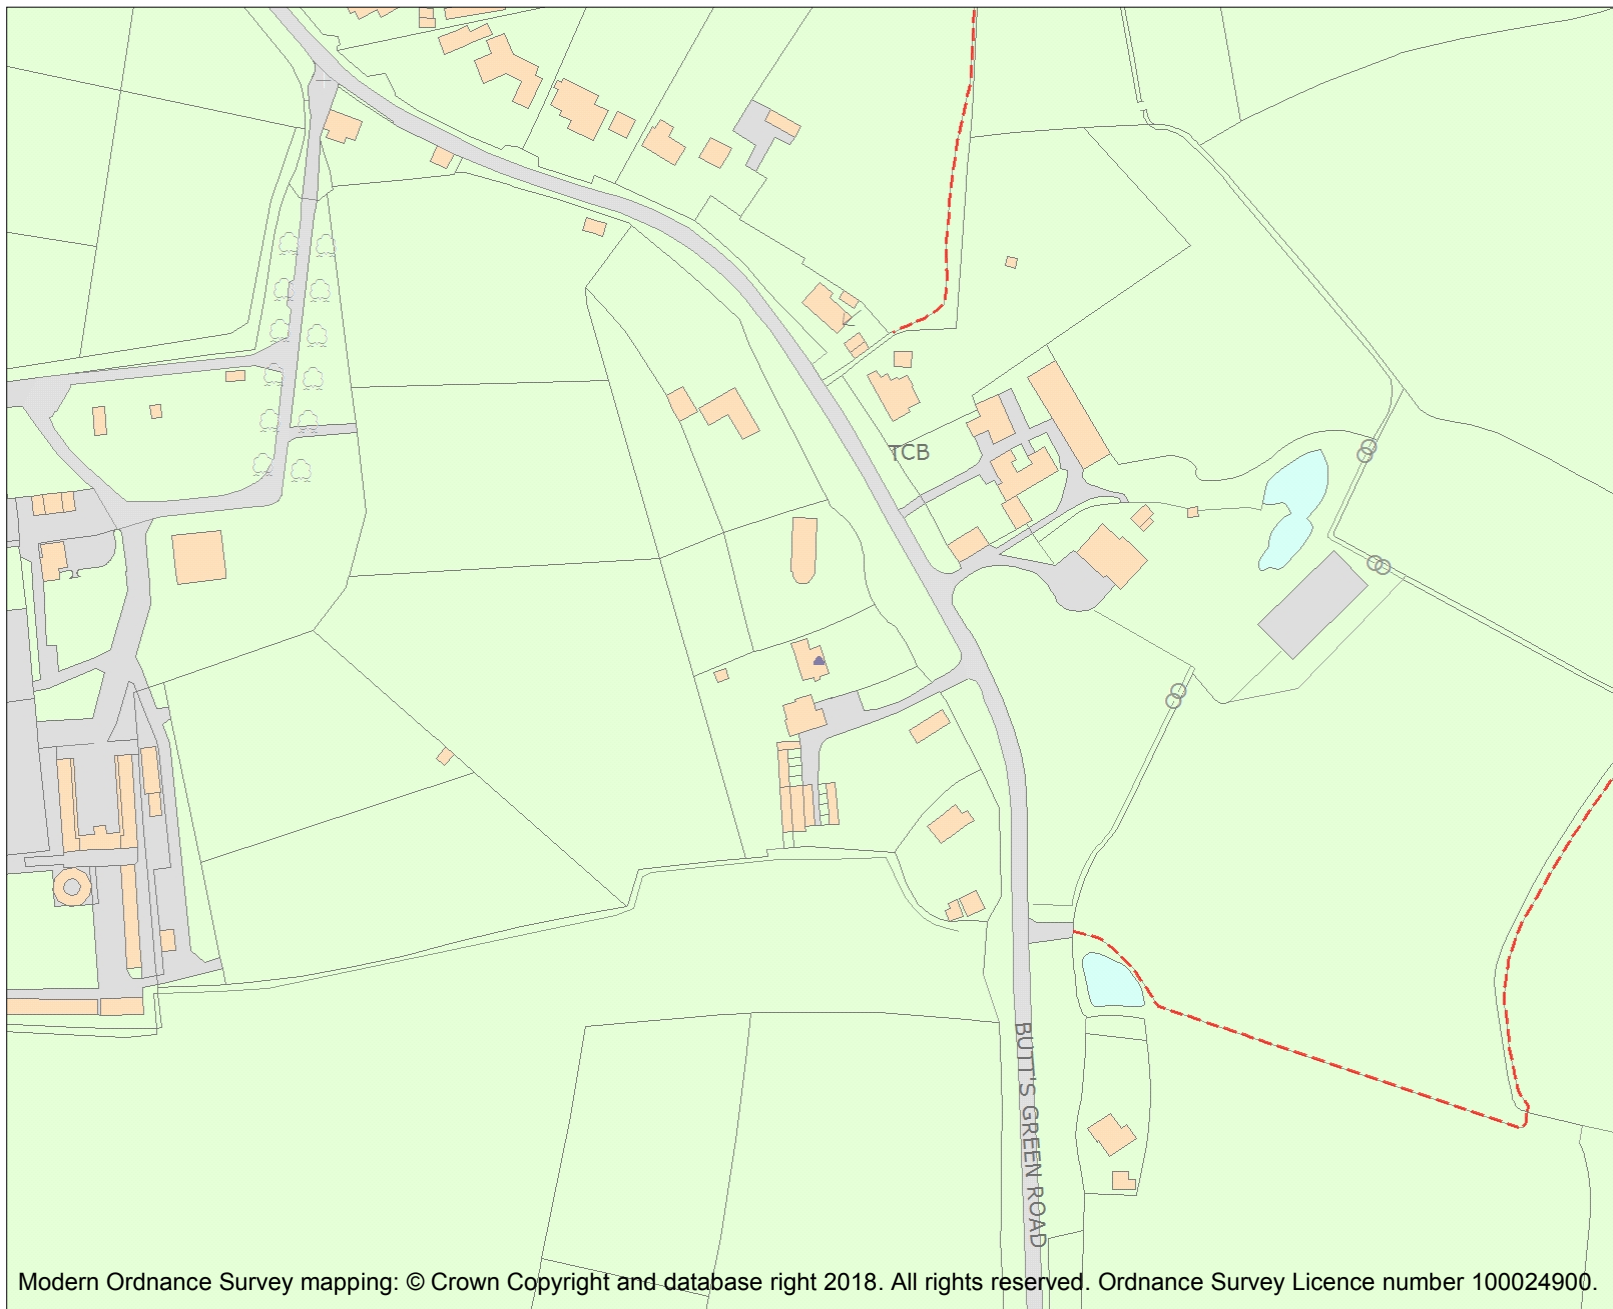 TCB
BUTT'S GREEN ROAD
Modern Ordnance Survey mapping: © Crown Copyright and database right 2018. All rights reserved. Ordnance Survey Licence number 100024900.